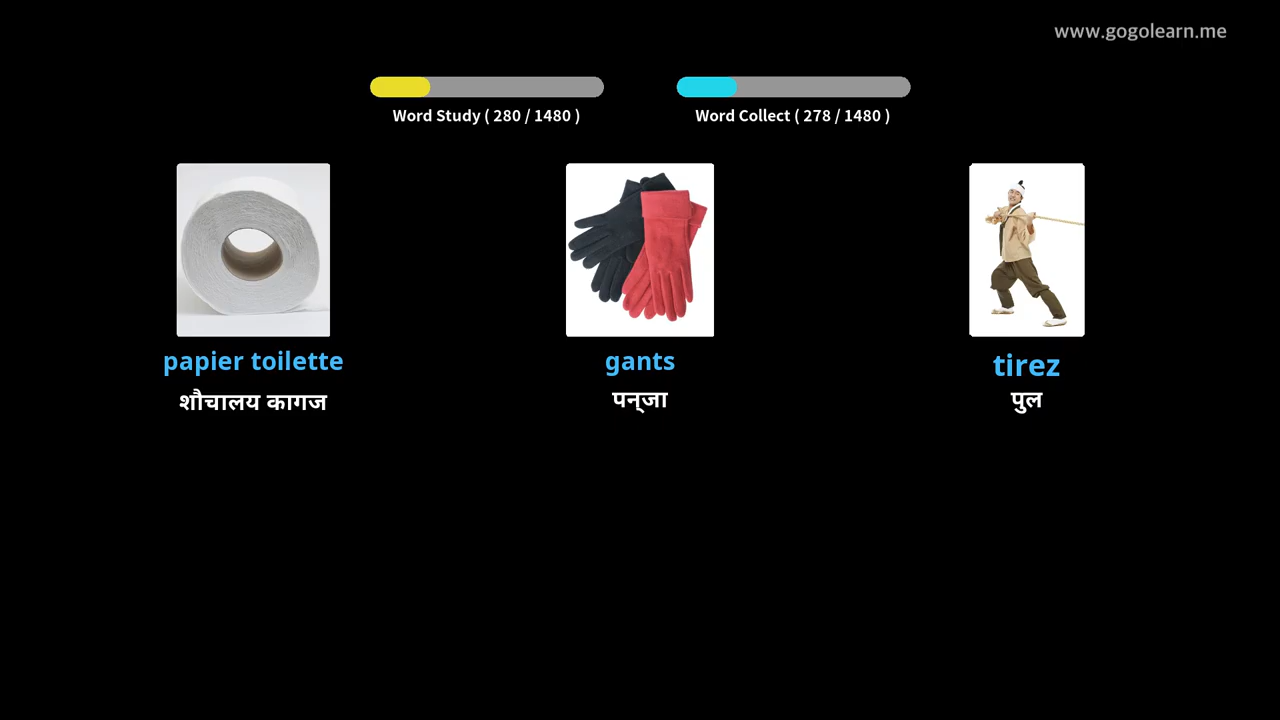 www.gogolearn.me
Word Study ( 280 / 1480 )
Word Collect ( 278 / 1480 )
papier toilette
gants
tirez
शौचालय कागज
पन्‌जा
पुल